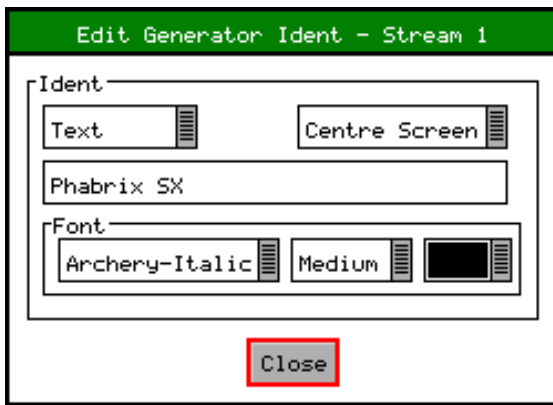 Edit Generator Ident - Stream 1
Ident
Text Centre Screen
Phabrix SX
Font
Archery-Italic Medium
Close